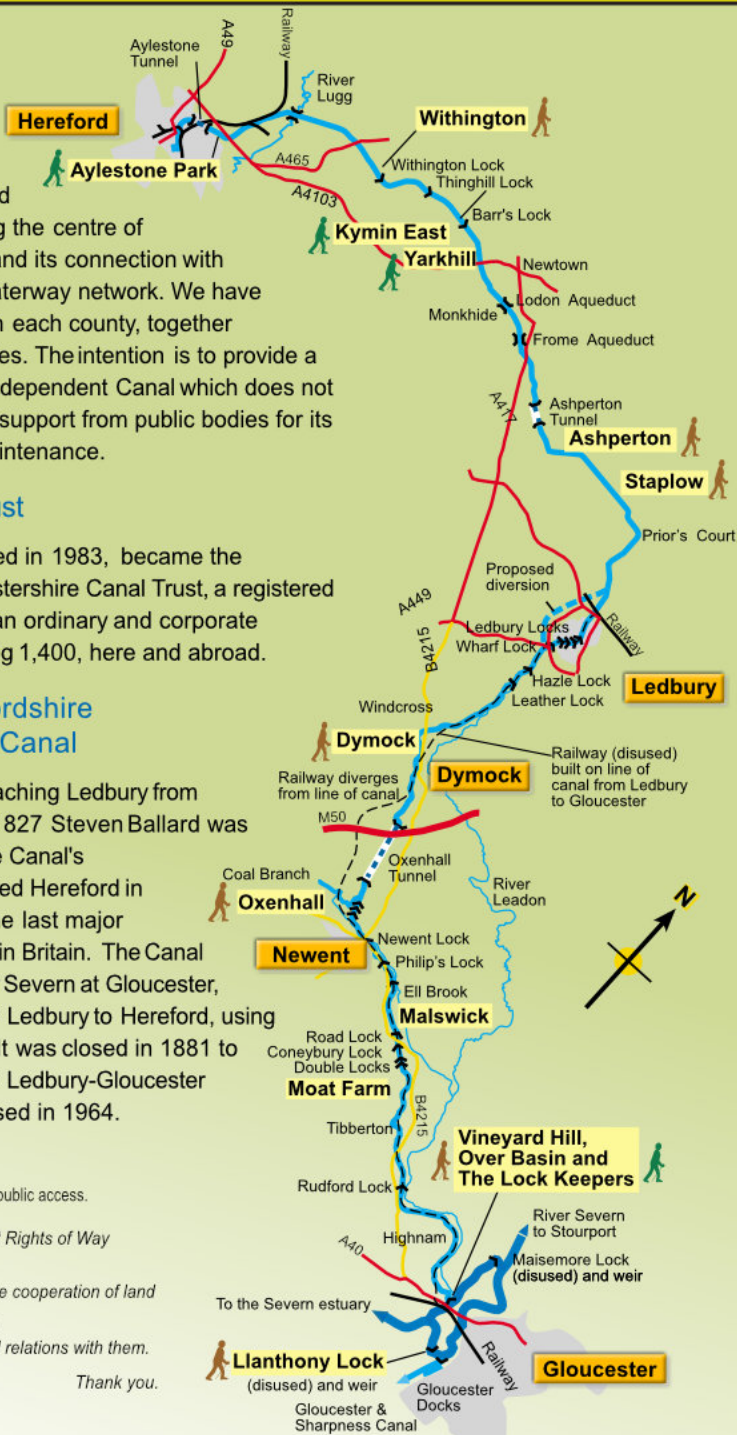 Aylestone
Tunnel
A49
Railway
River
Lugg
Hereford
Withington
Aylestone Park
A465
A4103
Withington Lock
Thinghill Lock
Barr's Lock
Kymin East
Yarkhill
Newtown
Lodon Aqueduct
Monkhide
Frome Aqueduct
A417
Ashperton
Tunnel
Ashperton
Staplow
Prior's Court
g the centre of
and its connection with
aterway network. We have
each county, together
es. The intention is to provide a
dependent Canal which does not
support from public bodies for its
intenance.
ust
ed in 1983, became the
stershire Canal Trust, a registered
an ordinary and corporate
g 1,400, here and abroad.
Proposed
diversion
A449
B4215
Ledbury Locks
Wharf Lock
Railway
Hazle Lock
Leather Lock
Ledbury
ordshire
Canal
Windcross
Dymock
Dymock
Railway (disused)
built on line of
canal from Ledbury
to Gloucester
Railway diverges
from line of canal
M50
aching Ledbury from
827 Steven Ballard was
e Canal's
ed Hereford in
e last major
in Britain. The Canal
Severn at Gloucester,
Ledbury to Hereford, using
It was closed in 1881 to
Ledbury-Gloucester
sed in 1964.
Oxenhall
Tunnel
Coal Branch
Oxenhall
River
Leadon
N
Newent
Newent Lock
Philip's Lock
Ell Brook
Malswick
Road Lock
Coneybury Lock
Double Locks
Moat Farm
B4215
Tibberton
Vineyard Hill,
Over Basin and
The Lock Keepers
Rudford Lock
Highnam
A40
River Severn
to Stourport
Maisemore Lock
(disused) and weir
To the Severn estuary
public access.
Rights of Way
e cooperation of land
relations with them.
Thank you.
Llanthony Lock
(disused) and weir
Railway
Gloucester
Gloucester
Docks
Gloucester &
Sharpness Canal